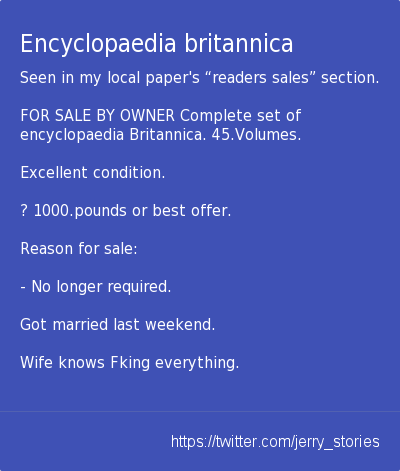 Encyclopaedia britannica
Seen in my local paper's “readers sales” section.
FOR SALE BY OWNER Complete set of
encyclopaedia Britannica. 45.Volumes.
Excellent condition.
? 1000.pounds or best offer.
Reason for sale:
- No longer required.
Got married last weekend.
Wife knows Fking everything.
https://twitter.com/jerry_stories